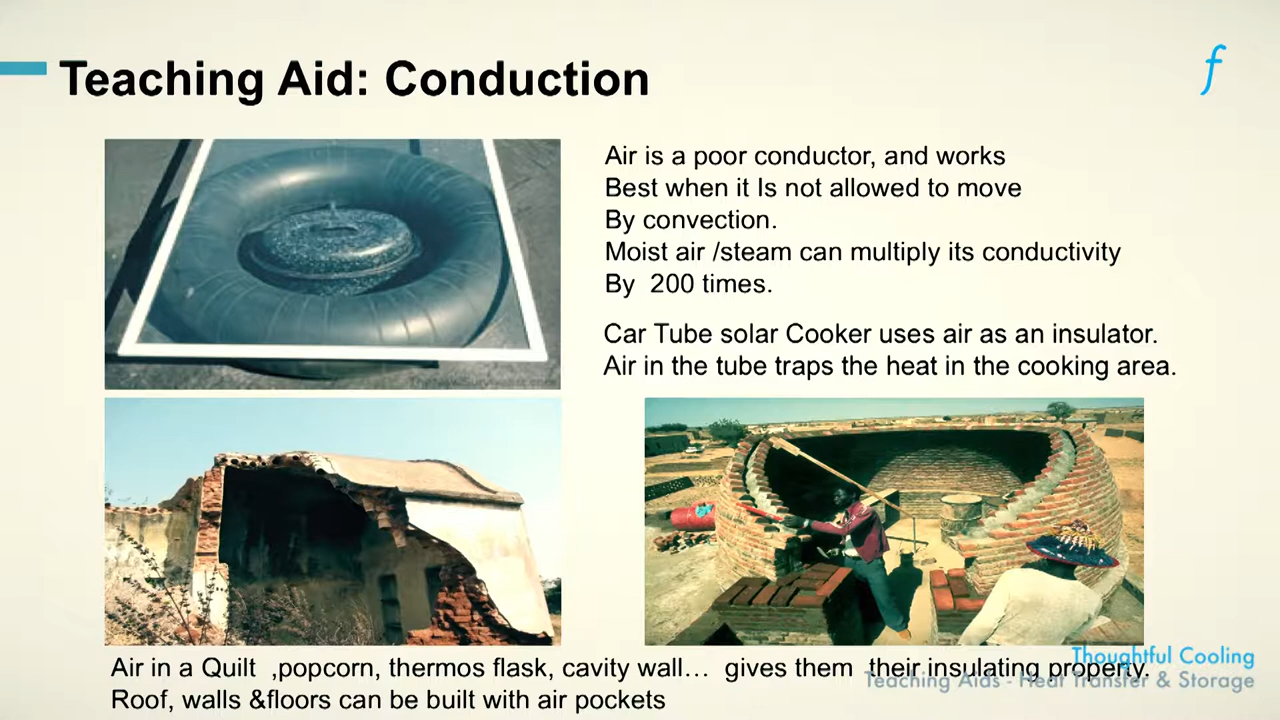 Teaching Aid: Conduction
f
Air is a poor conductor, and works
Best when it Is not allowed to move
By convection.
Moist air /steam can multiply its conductivity
By 200 times.
Car Tube solar Cooker uses air as an insulator.
Air in the tube traps the heat in the cooking area.
Air in a Quilt ,popcorn, thermos flask, cavity wall… gives them their insulating property.
Roof, walls &floors can be built with air pockets
Thoughtful Cooling
Teaching Aids - Heat Transfer & Storage